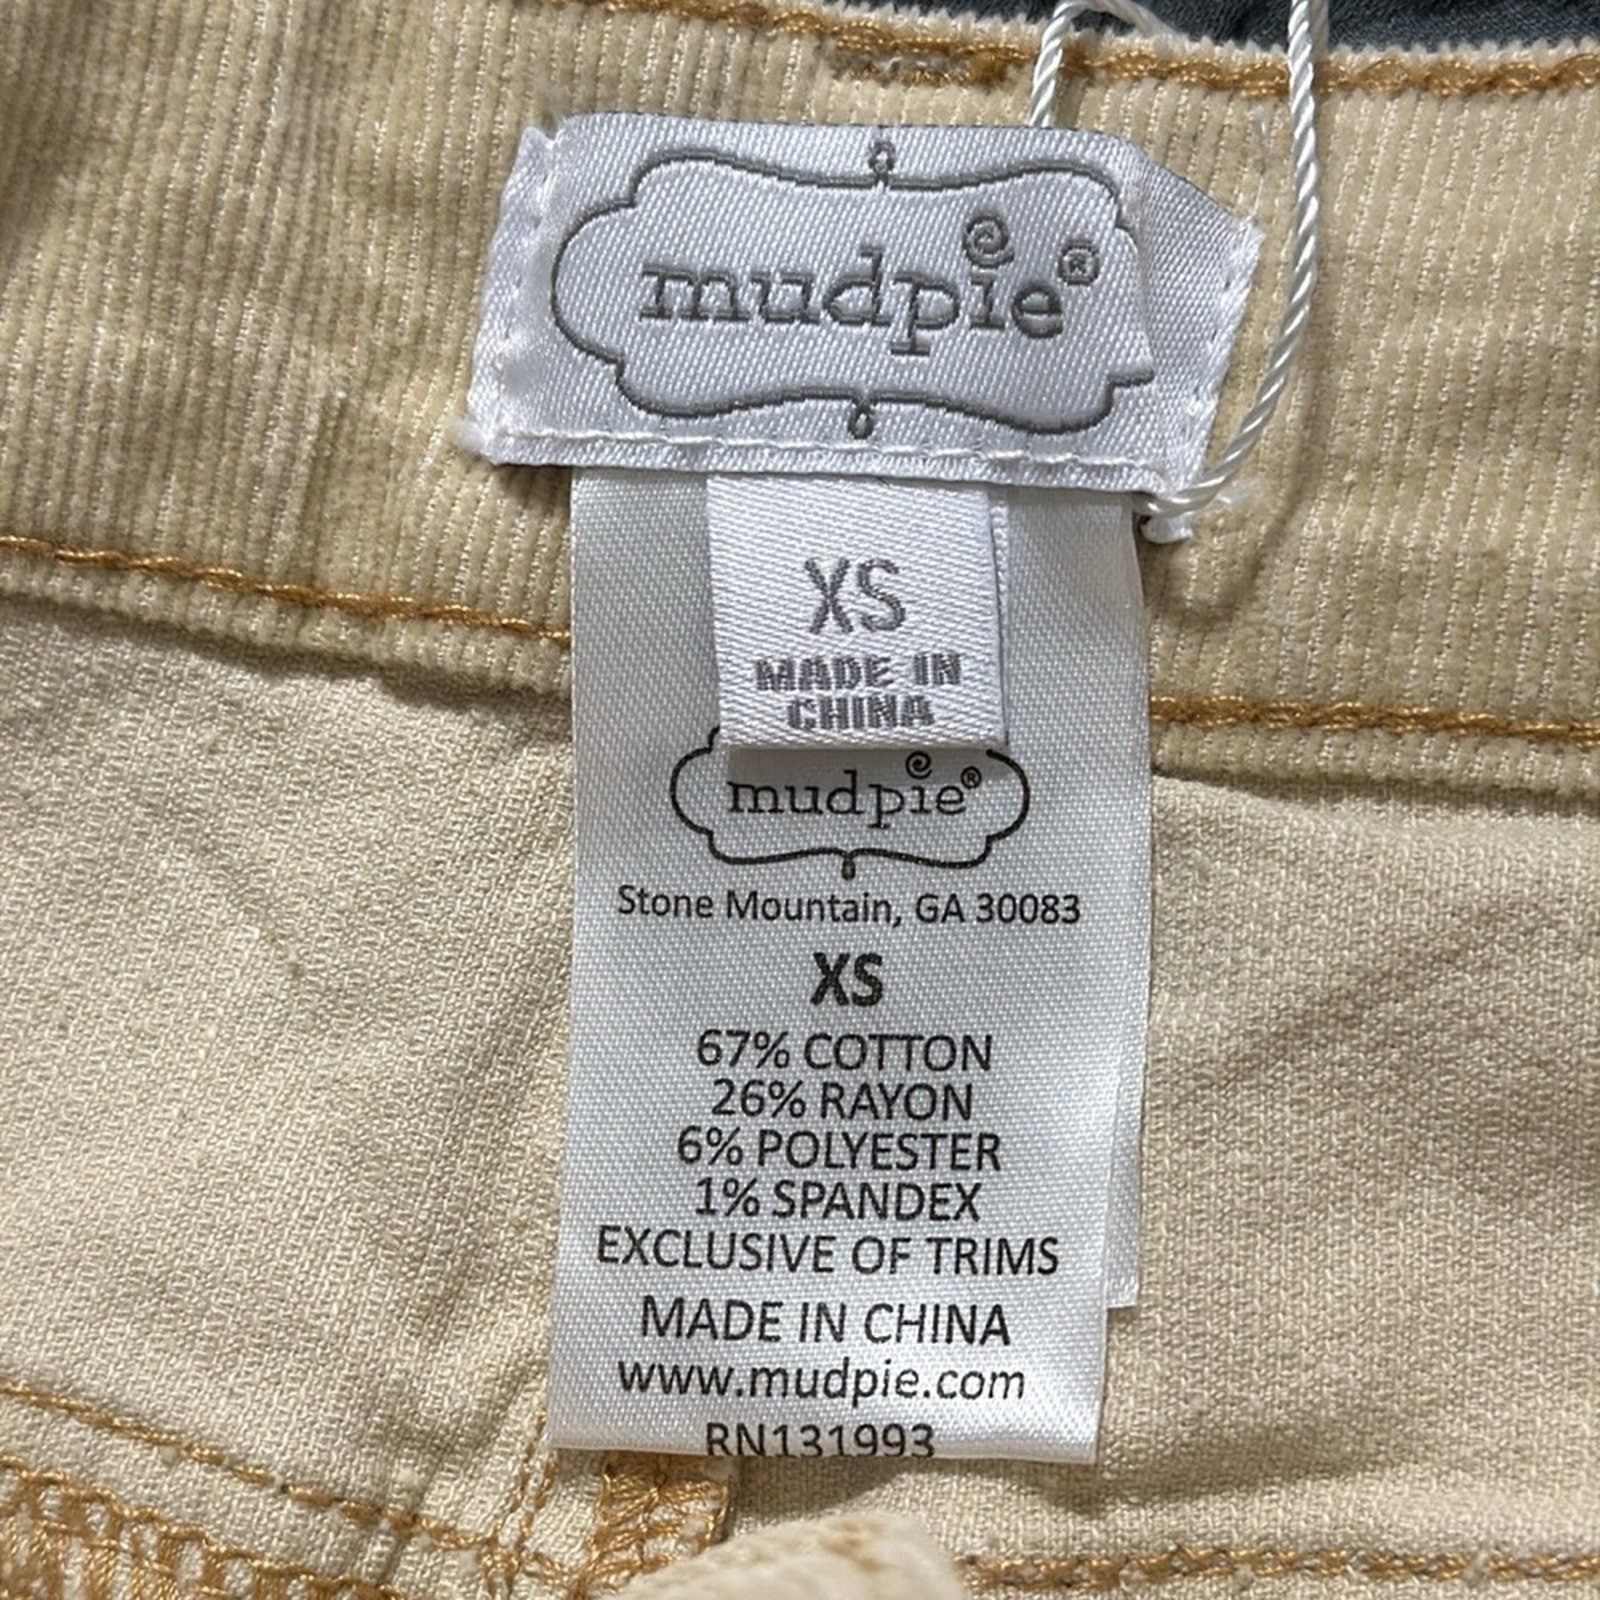 mudpie®
XS
MADE IN
CHINA
mudpie®
Stone Mountain, GA 30083
XS
67% COTTON
26% RAYON
6% POLYESTER
1% SPANDEX
EXCLUSIVE OF TRIMS
MADE IN CHINA
www.mudpie.com
RN131993